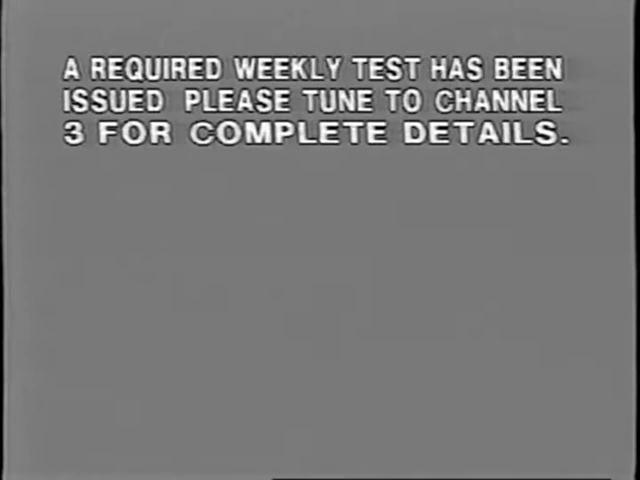 A REQUIRED WEEKLY TEST HAS BEEN
ISSUED PLEASE TUNE TO CHANNEL
3 FOR COMPLETE DETAILS.